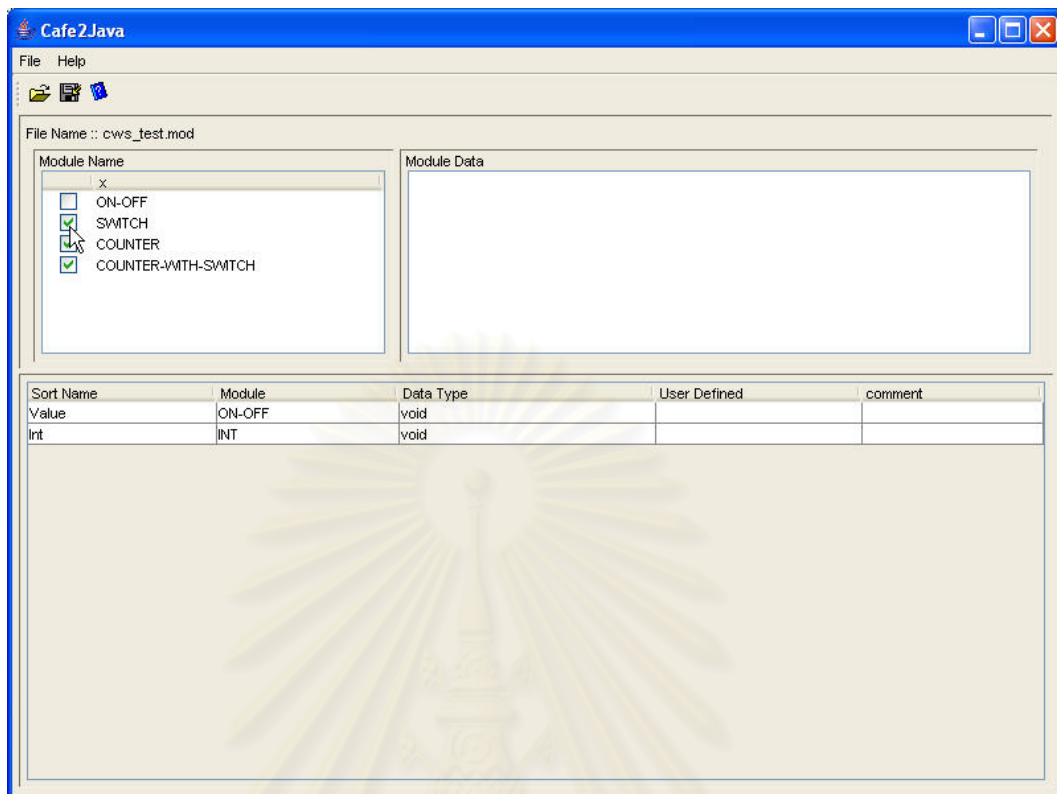 Cafe2Java
File Help
File Name :: cws_test.mod
Module Name
Module Data
x
ON-OFF
SWITCH
COUNTER
COUNTER-WITH-SWITCH
Sort Name Module Data Type User Defined comment
Value ON-OFF void
Int INT void